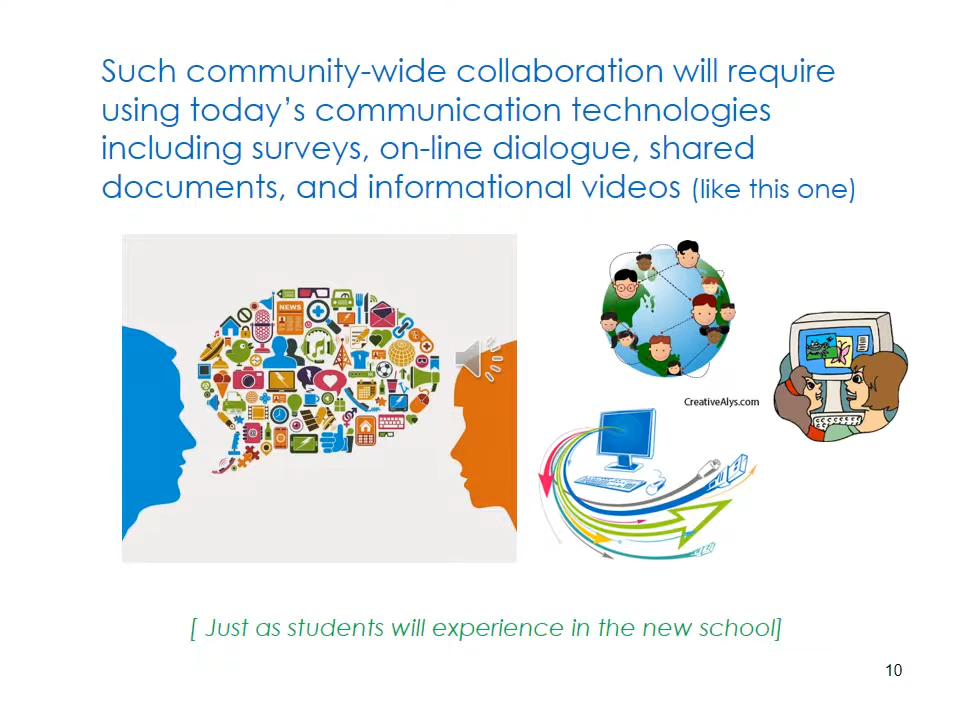 Such community-wide collaboration will require
using today’s communication technologies
including surveys, on-line dialogue, shared
documents, and informational videos (like this one)
NEWS
CreativeAlys.com
[ Just as students will experience in the new school]
10